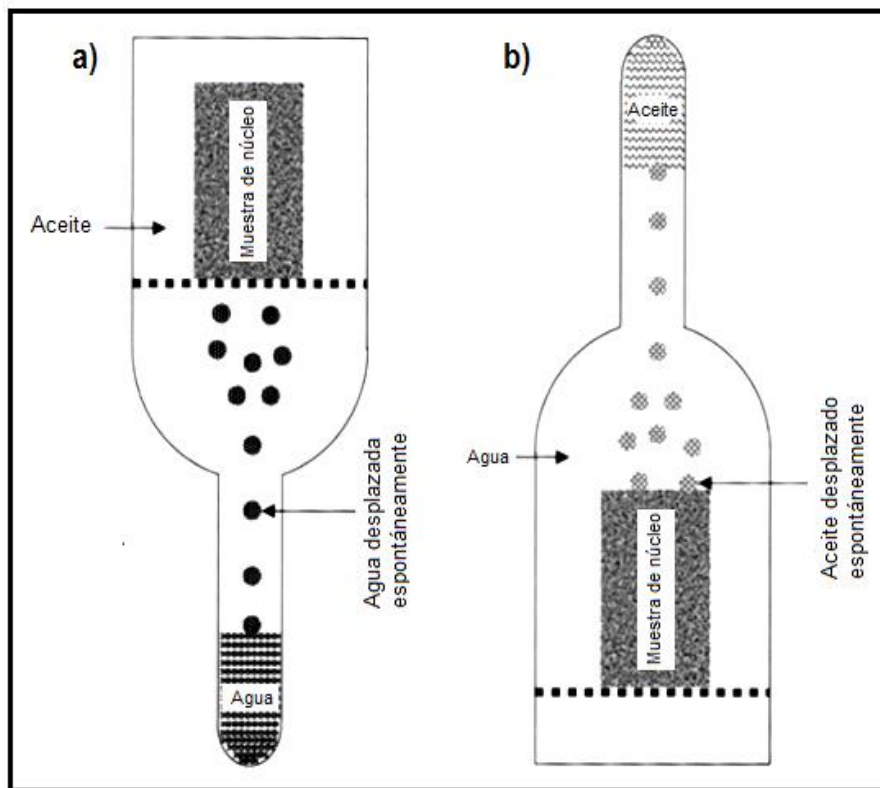 a)
Muestra de núcleo
Aceite
Agua desplazada
espontáneamente
Agua
b)
Aceite
Agua
Aceite desplazado
espontáneamente
Muestra de núcleo